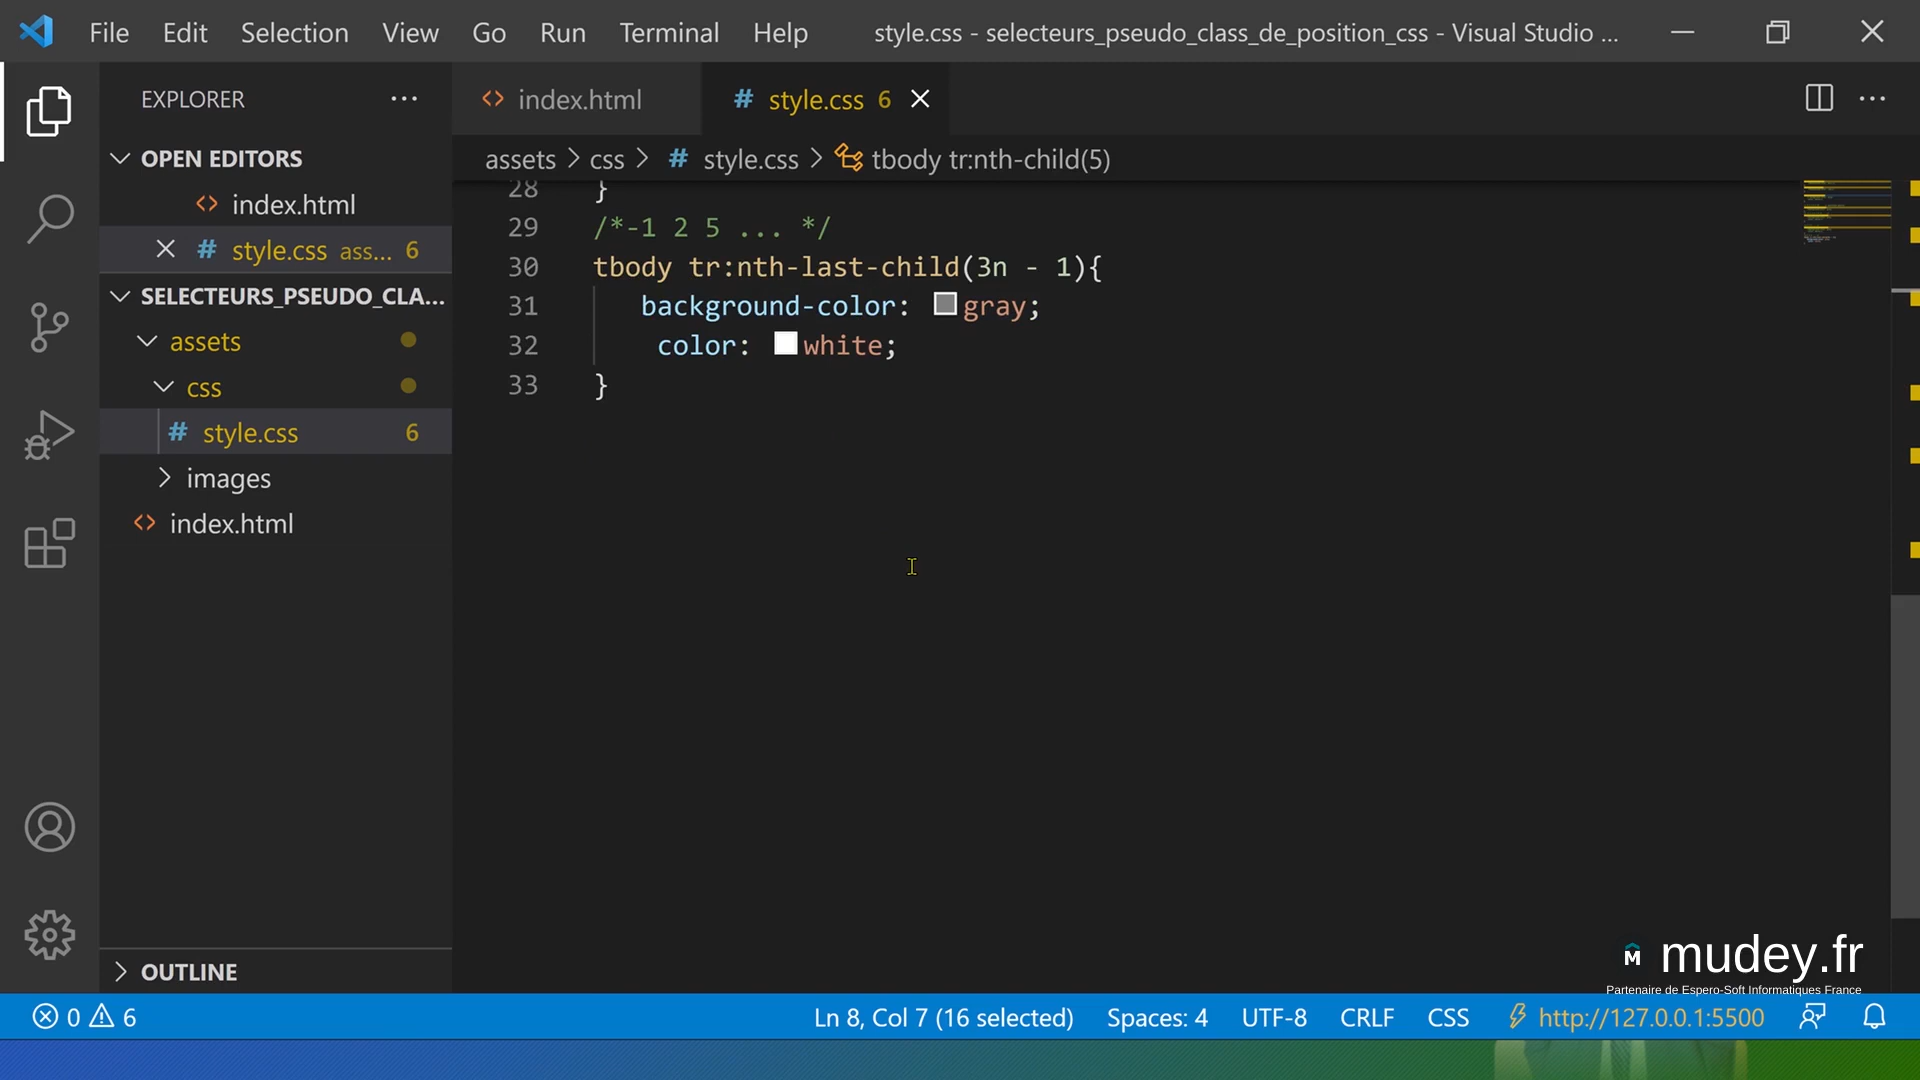 File Edit Selection View Go Run Terminal Help style.css - selecteurs_pseudo_class_de_position_css - Visual Studio ...
EXPLORER ...
index.html
# style.css 6
OPEN EDITORS
index.html
# style.css ass... 6
SELECTEURS_PSEUDO_CLA...
assets
css
# style.css 6
images
index.html
OUTLINE
assets > css > # style.css > tbody tr:nth-child(5)
28 }
29 /*-1 2 5 ... */
30 tbody tr:nth-last-child(3n - 1){
31 background-color: gray;
32 color: white;
33 }
M mudey.fr
Partenaire de Espero-Soft Informatiques France
0 6 Ln 8, Col 7 (16 selected) Spaces: 4 UTF-8 CRLF CSS http://127.0.0.1:5500